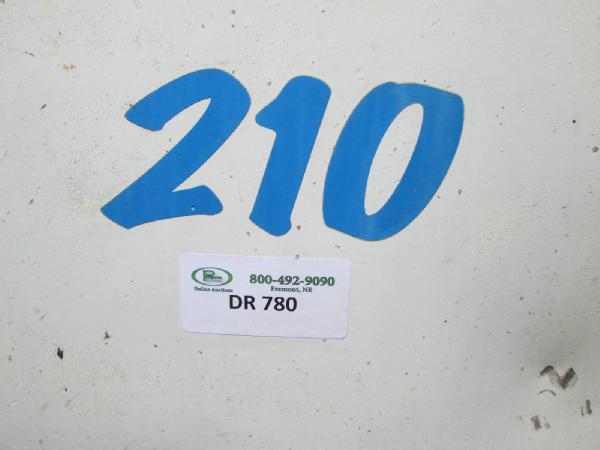 210
800-492-9090
Fremont, NE
Online Auctions
DR 780